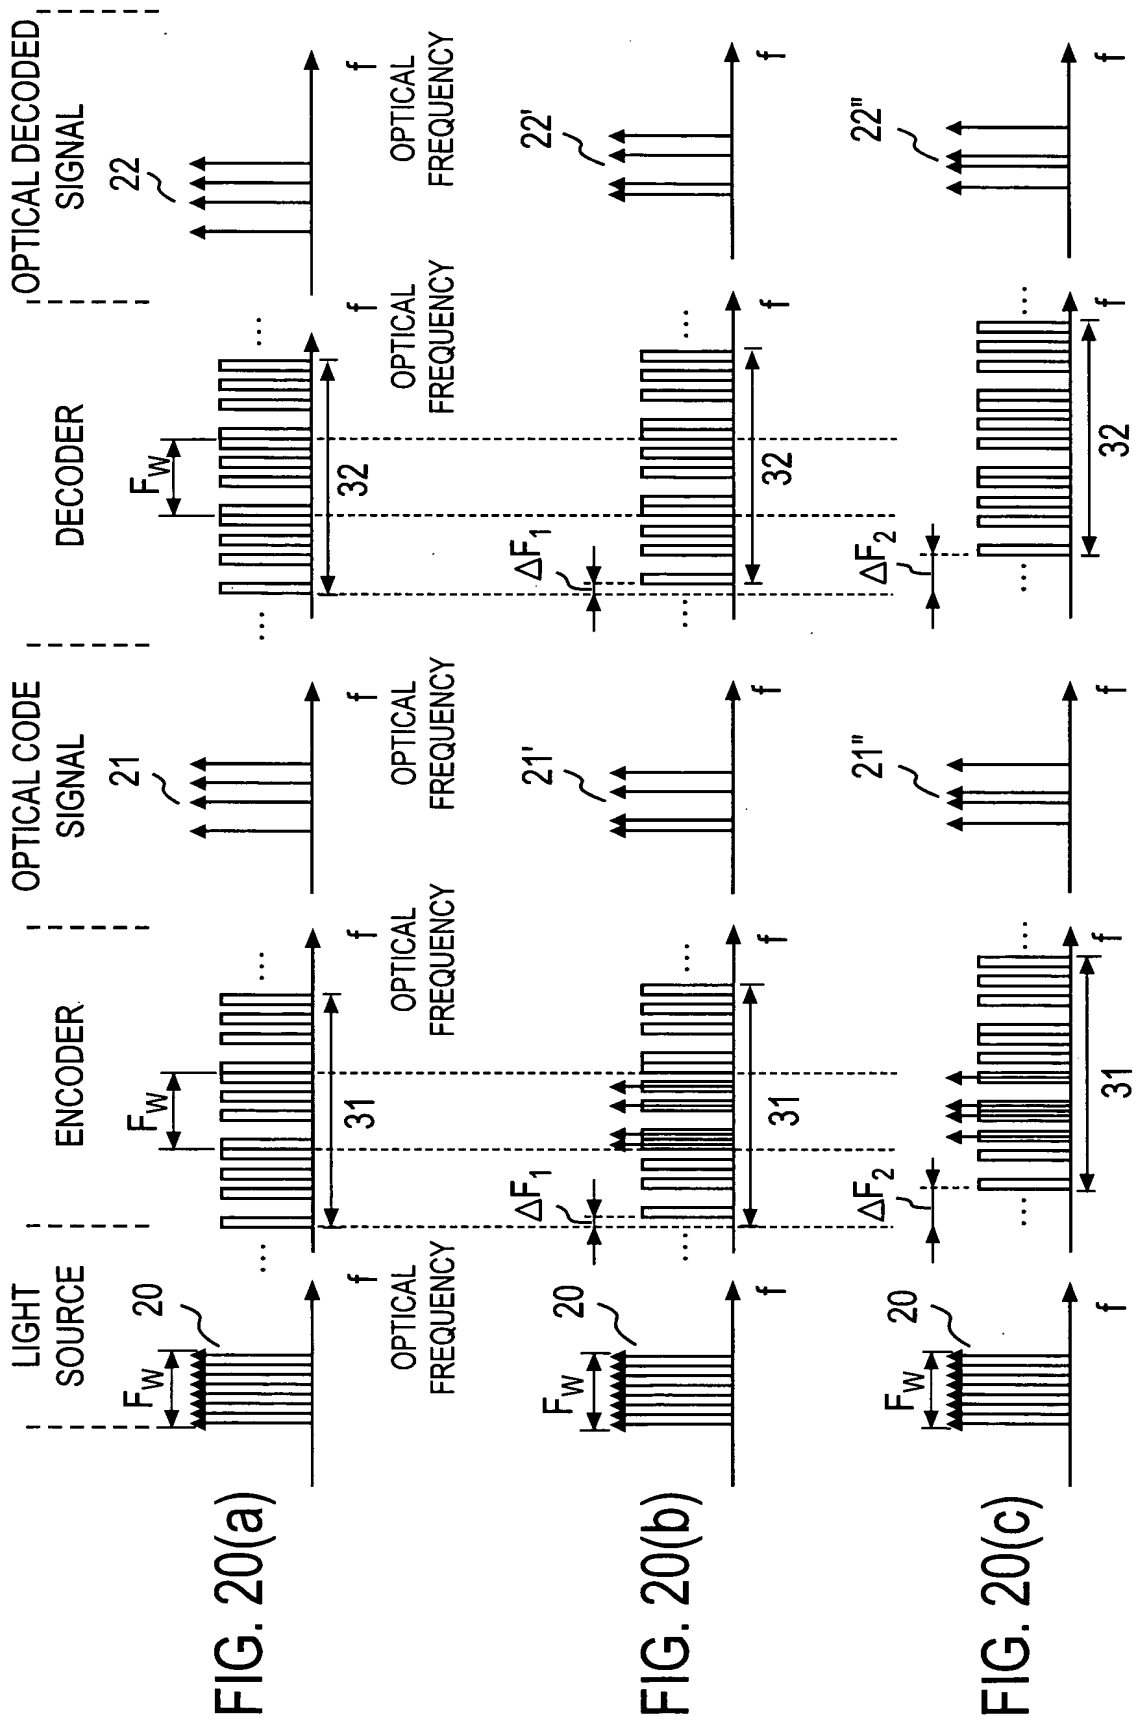 LIGHT
SOURCE
ENCODER
OPTICAL CODE
SIGNAL
DECODER
OPTICAL DECODED
SIGNAL
FIG. 20(a)
F_W
20
f
OPTICAL
FREQUENCY
...
F_W
...
31
f
OPTICAL
FREQUENCY
21
f
OPTICAL
FREQUENCY
...
F_W
...
32
f
OPTICAL
FREQUENCY
22
f
OPTICAL
FREQUENCY
FIG. 20(b)
F_W
20
f
ΔF_1
...
...
31
f
21'
f
ΔF_1
...
...
32
f
22'
f
FIG. 20(c)
F_W
20
f
ΔF_2
...
...
31
f
21"
f
ΔF_2
...
...
32
f
22"
f